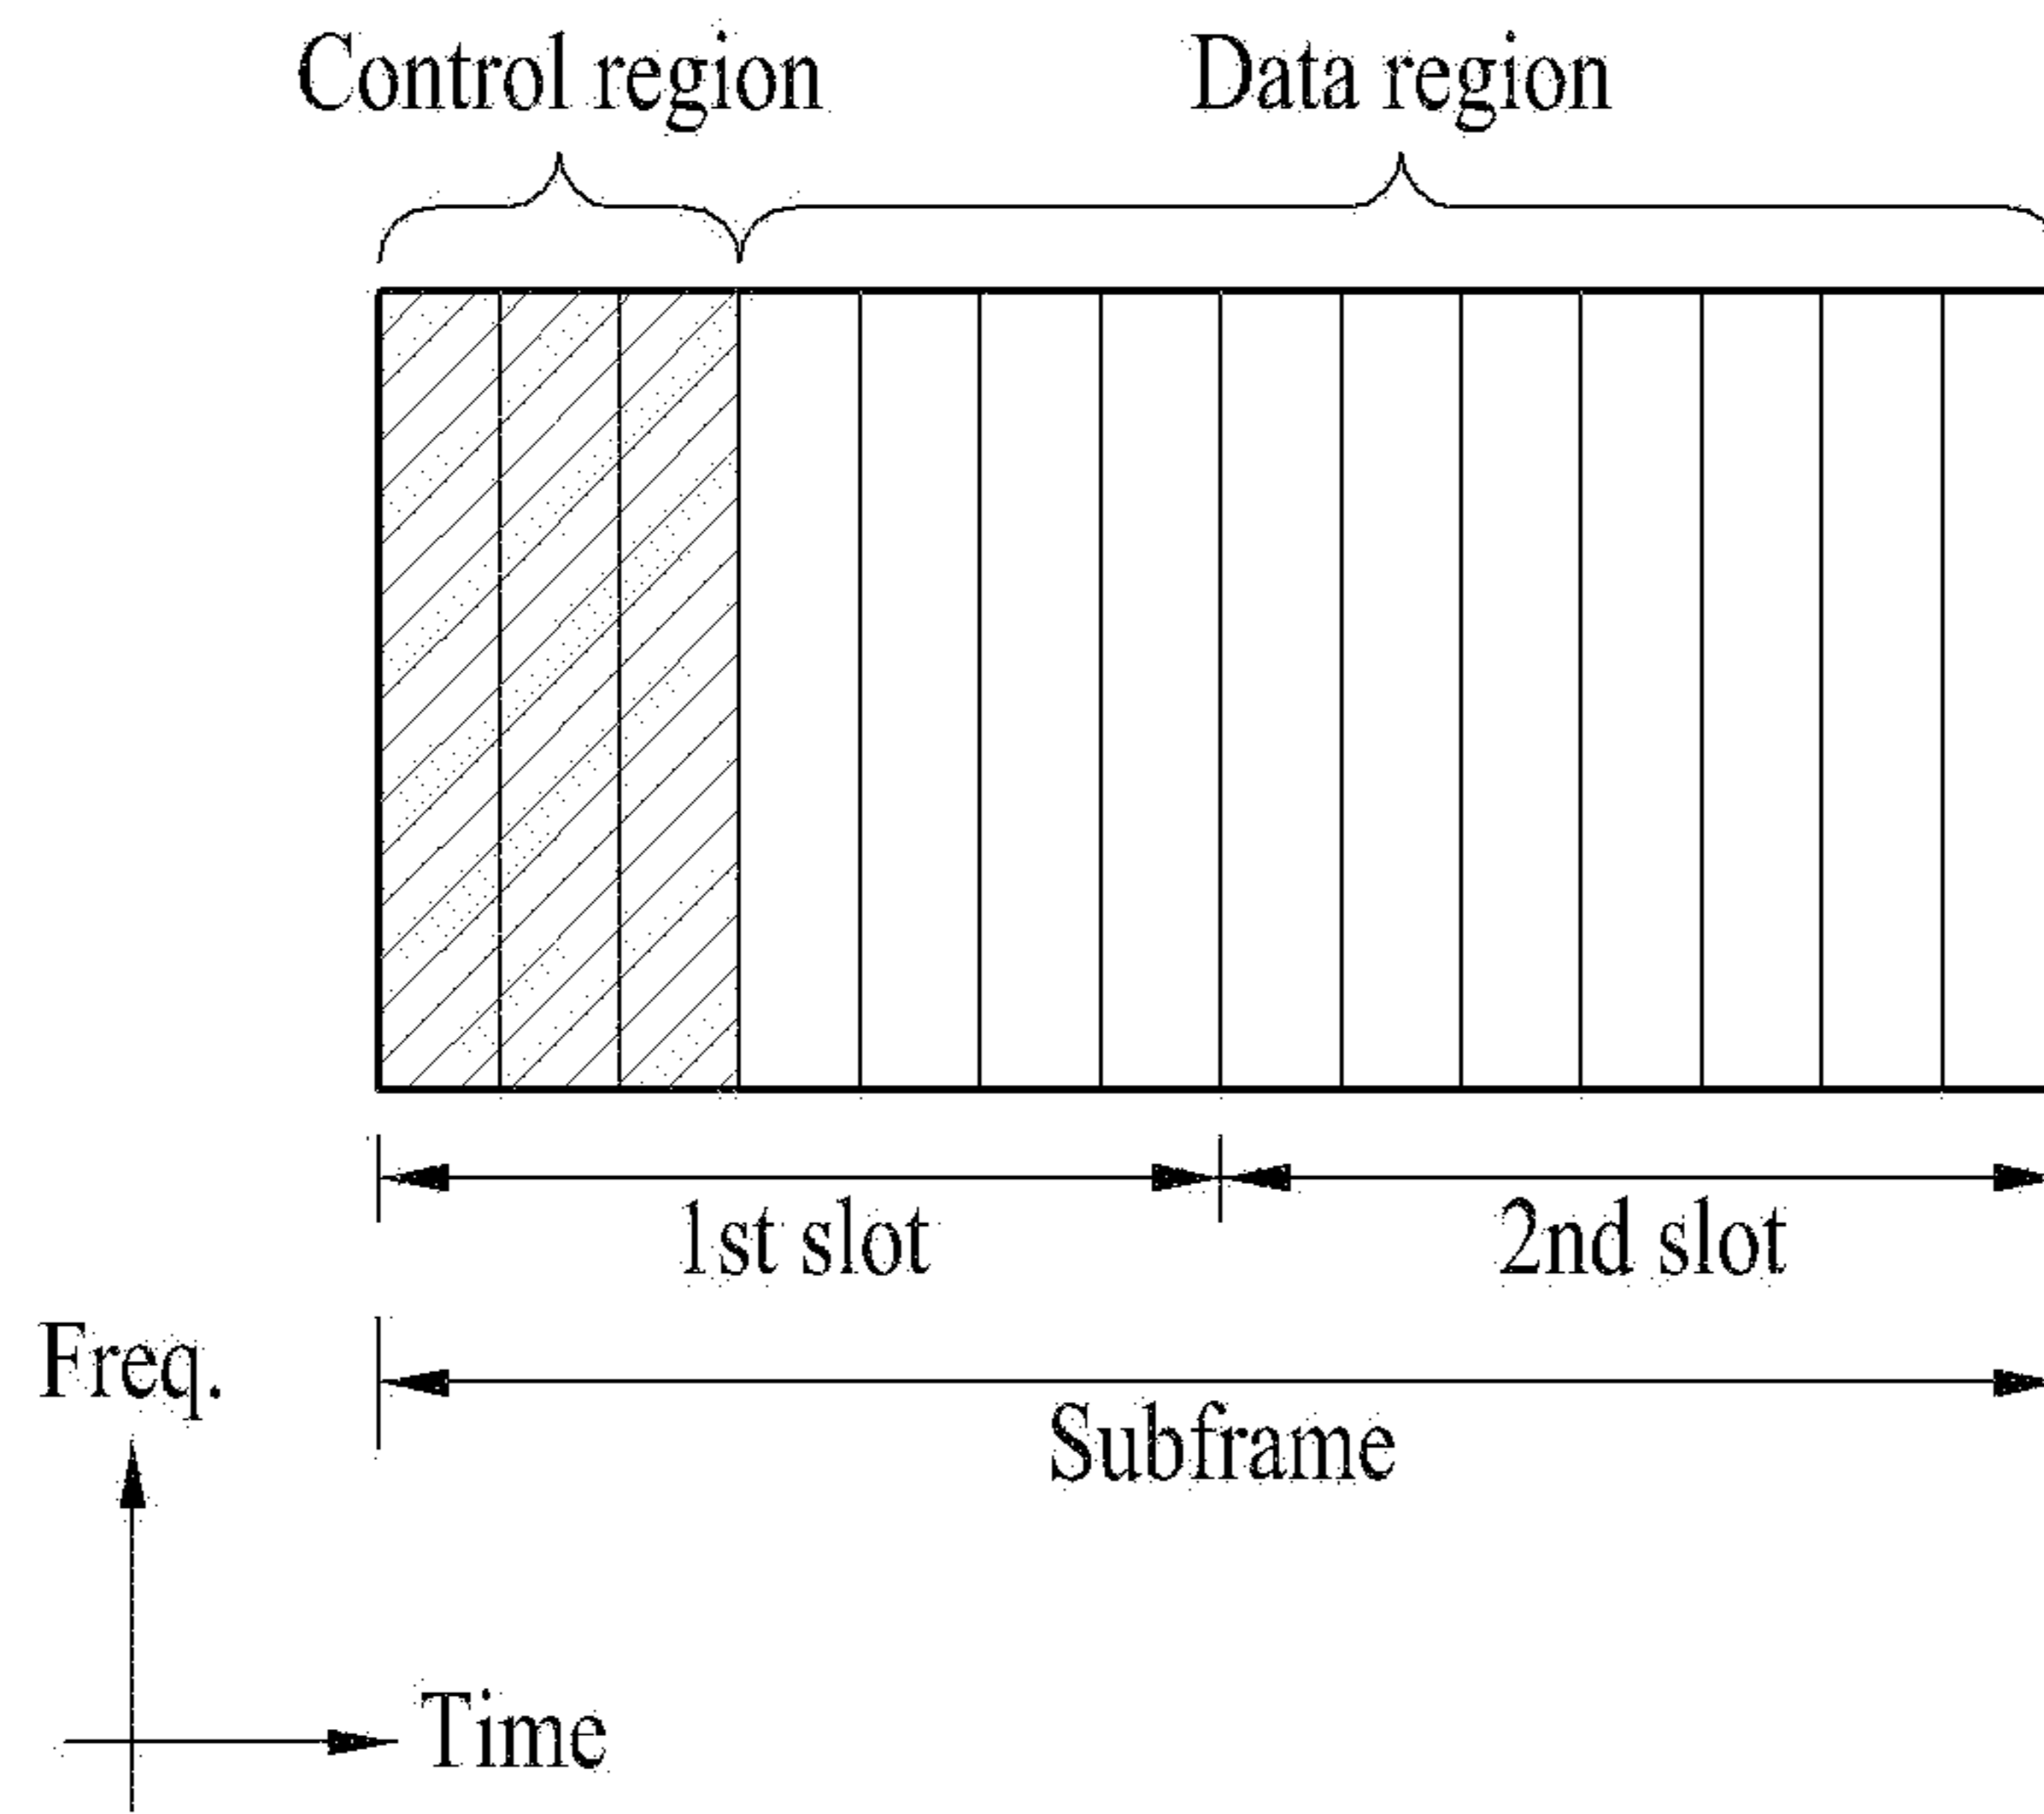 Control region
Data region
1st slot
2nd slot
Subframe
Freq.
Time